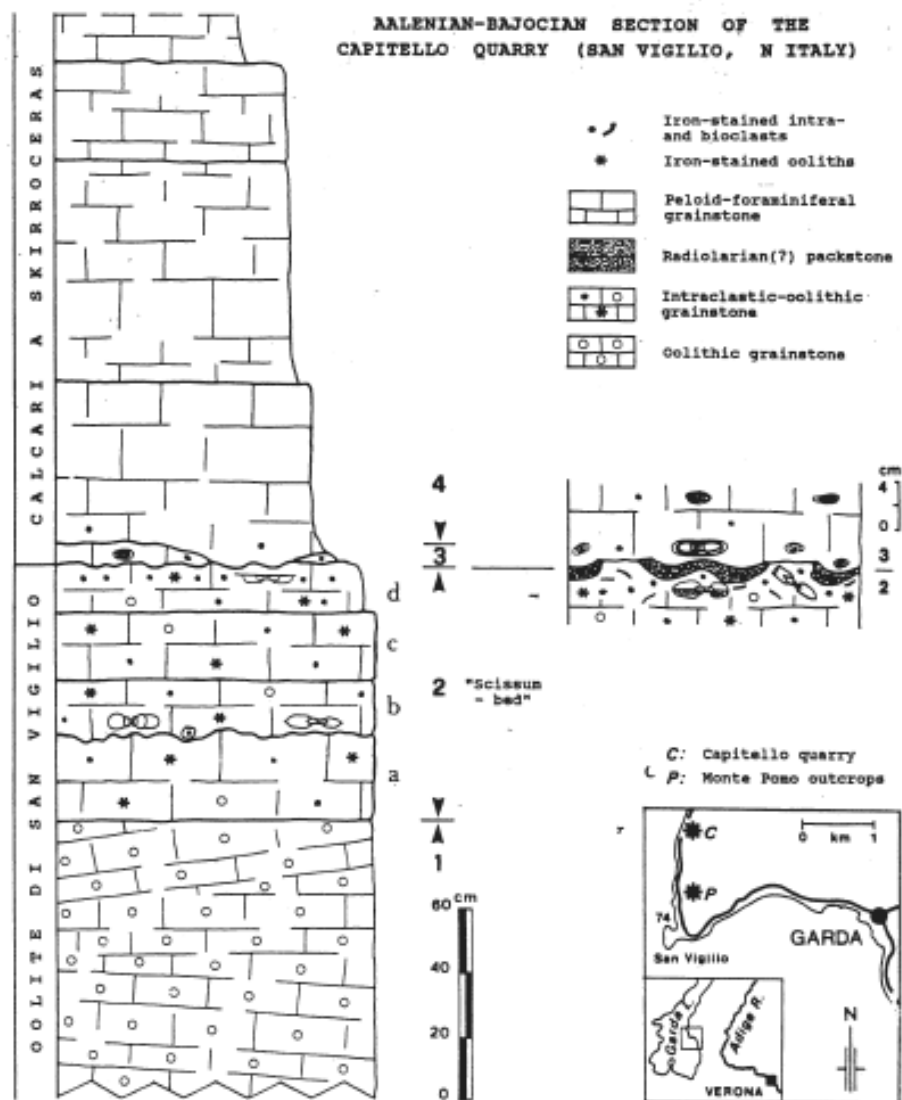 AALENIAN-BAJOCIAN SECTION OF THE
CAPITELLO QUARRY (SAN VIGILIO, N ITALY)
Iron-stained intra-
and bioclasts
Iron-stained ooliths
Peloid-foraminiferal
grainstone
Radiolarian(?) packstone
Intraclastic-oolithic
grainstone
Oolithic grainstone
CALCARI A SKIRROCERAS
OOLITE DI SAN VIGILIO
4
3
d
c
b
a
2
"Scissum
- bed"
1
60 cm
40
20
0
cm
4
0
3
2
C: Capitello quarry
P: Monte Pomo outcrops
C
P
0 km 1
74
San Vigilio
GARDA
Garda L.
Adige R.
VERONA
N